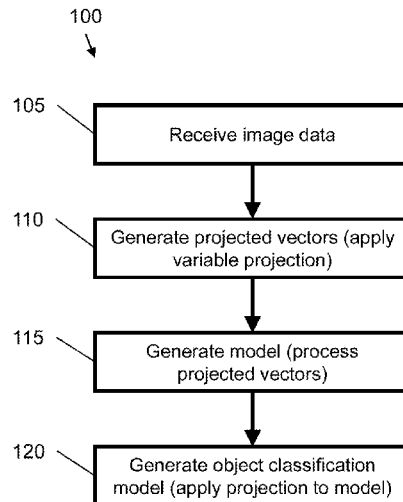 100
105
Receive image data
110
Generate projected vectors (apply
variable projection)
115
Generate model (process
projected vectors)
120
Generate object classification
model (apply projection to model)